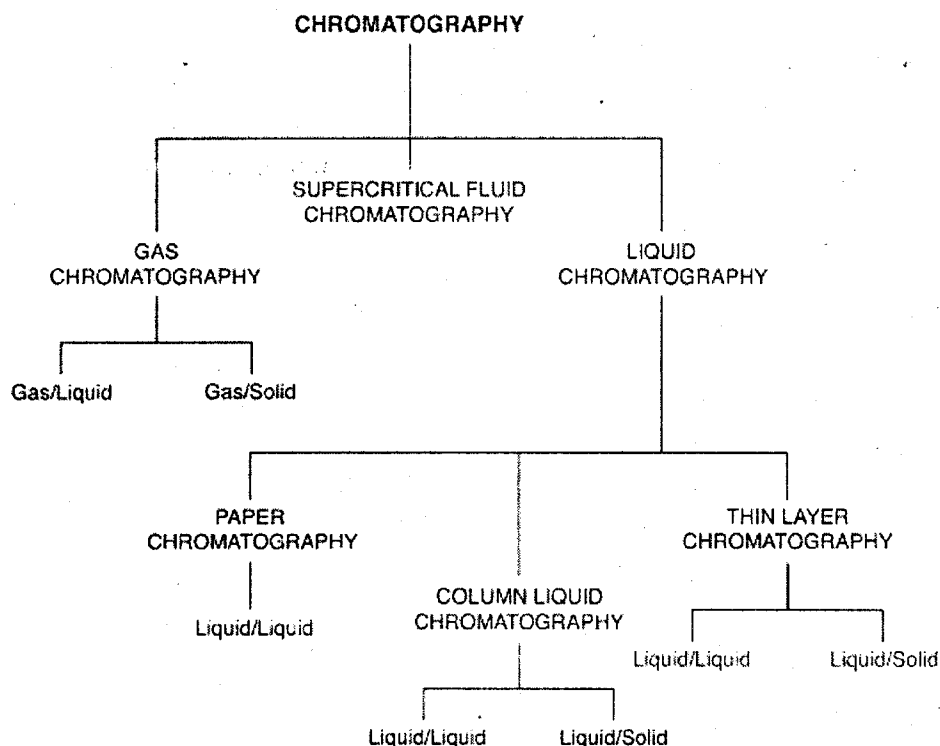 CHROMATOGRAPHY
SUPERCRITICAL FLUID
CHROMATOGRAPHY
GAS
CHROMATOGRAPHY
LIQUID
CHROMATOGRAPHY
Gas/Liquid
Gas/Solid
PAPER
CHROMATOGRAPHY
THIN LAYER
CHROMATOGRAPHY
COLUMN LIQUID
CHROMATOGRAPHY
Liquid/Liquid
Liquid/Liquid
Liquid/Solid
Liquid/Liquid
Liquid/Solid